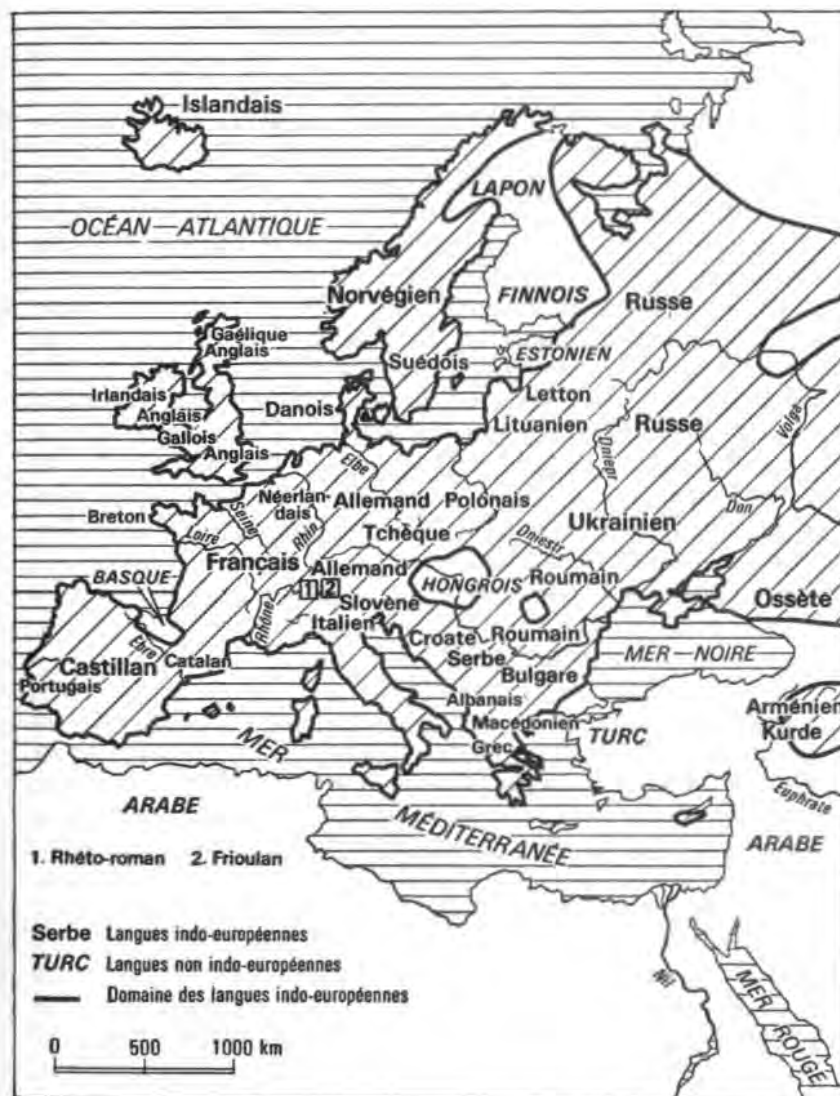 Islandais
OCÉAN ATLANTIQUE
LAPON
Norvégien
FINNOIS
Russe
Gaélique
Anglais
Suédois
ESTONIEN
Irlandais
Anglais
Gallois
Anglais
Danois
Letton
Lituanien
Russe
Volga
Dniepr
Elbe
Néerlan-
dais
Allemand
Polonais
Don
Breton
Seine
Rhin
Tchèque
Ukrainien
Loire
Français
Dniestr
Allemand
BASQUE
1
2
HONGROIS
Roumain
Ossète
Rhône
Slovène
Italien
Ebre
Castillan
Catalan
Croate
Roumain
Serbe
MER NOIRE
Portugais
Bulgare
Albanais
Arménien
Macédonien
Kurde
MER
TURC
Grec
Euphrate
ARABE
MÉDITERRANÉE
ARABE
1. Rhéto-roman 2. Frioulan
Serbe Langues indo-européennes
TURC Langues non indo-européennes
Domaine des langues indo-européennes
Nil
MER ROUGE
0 500 1000 km